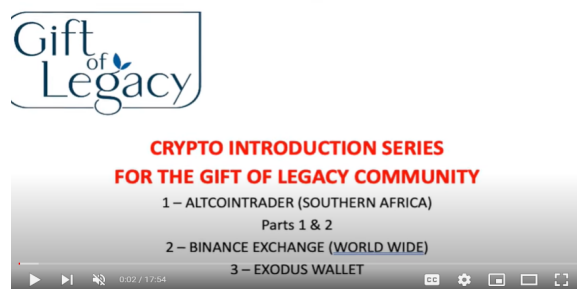 Gift
of
Legacy
CRYPTO INTRODUCTION SERIES
FOR THE GIFT OF LEGACY COMMUNITY
1 – ALTCOINTRADER (SOUTHERN AFRICA)
Parts 1 & 2
2 – BINANCE EXCHANGE (WORLD WIDE)
3 – EXODUS WALLET
0:02 / 17:54
CC